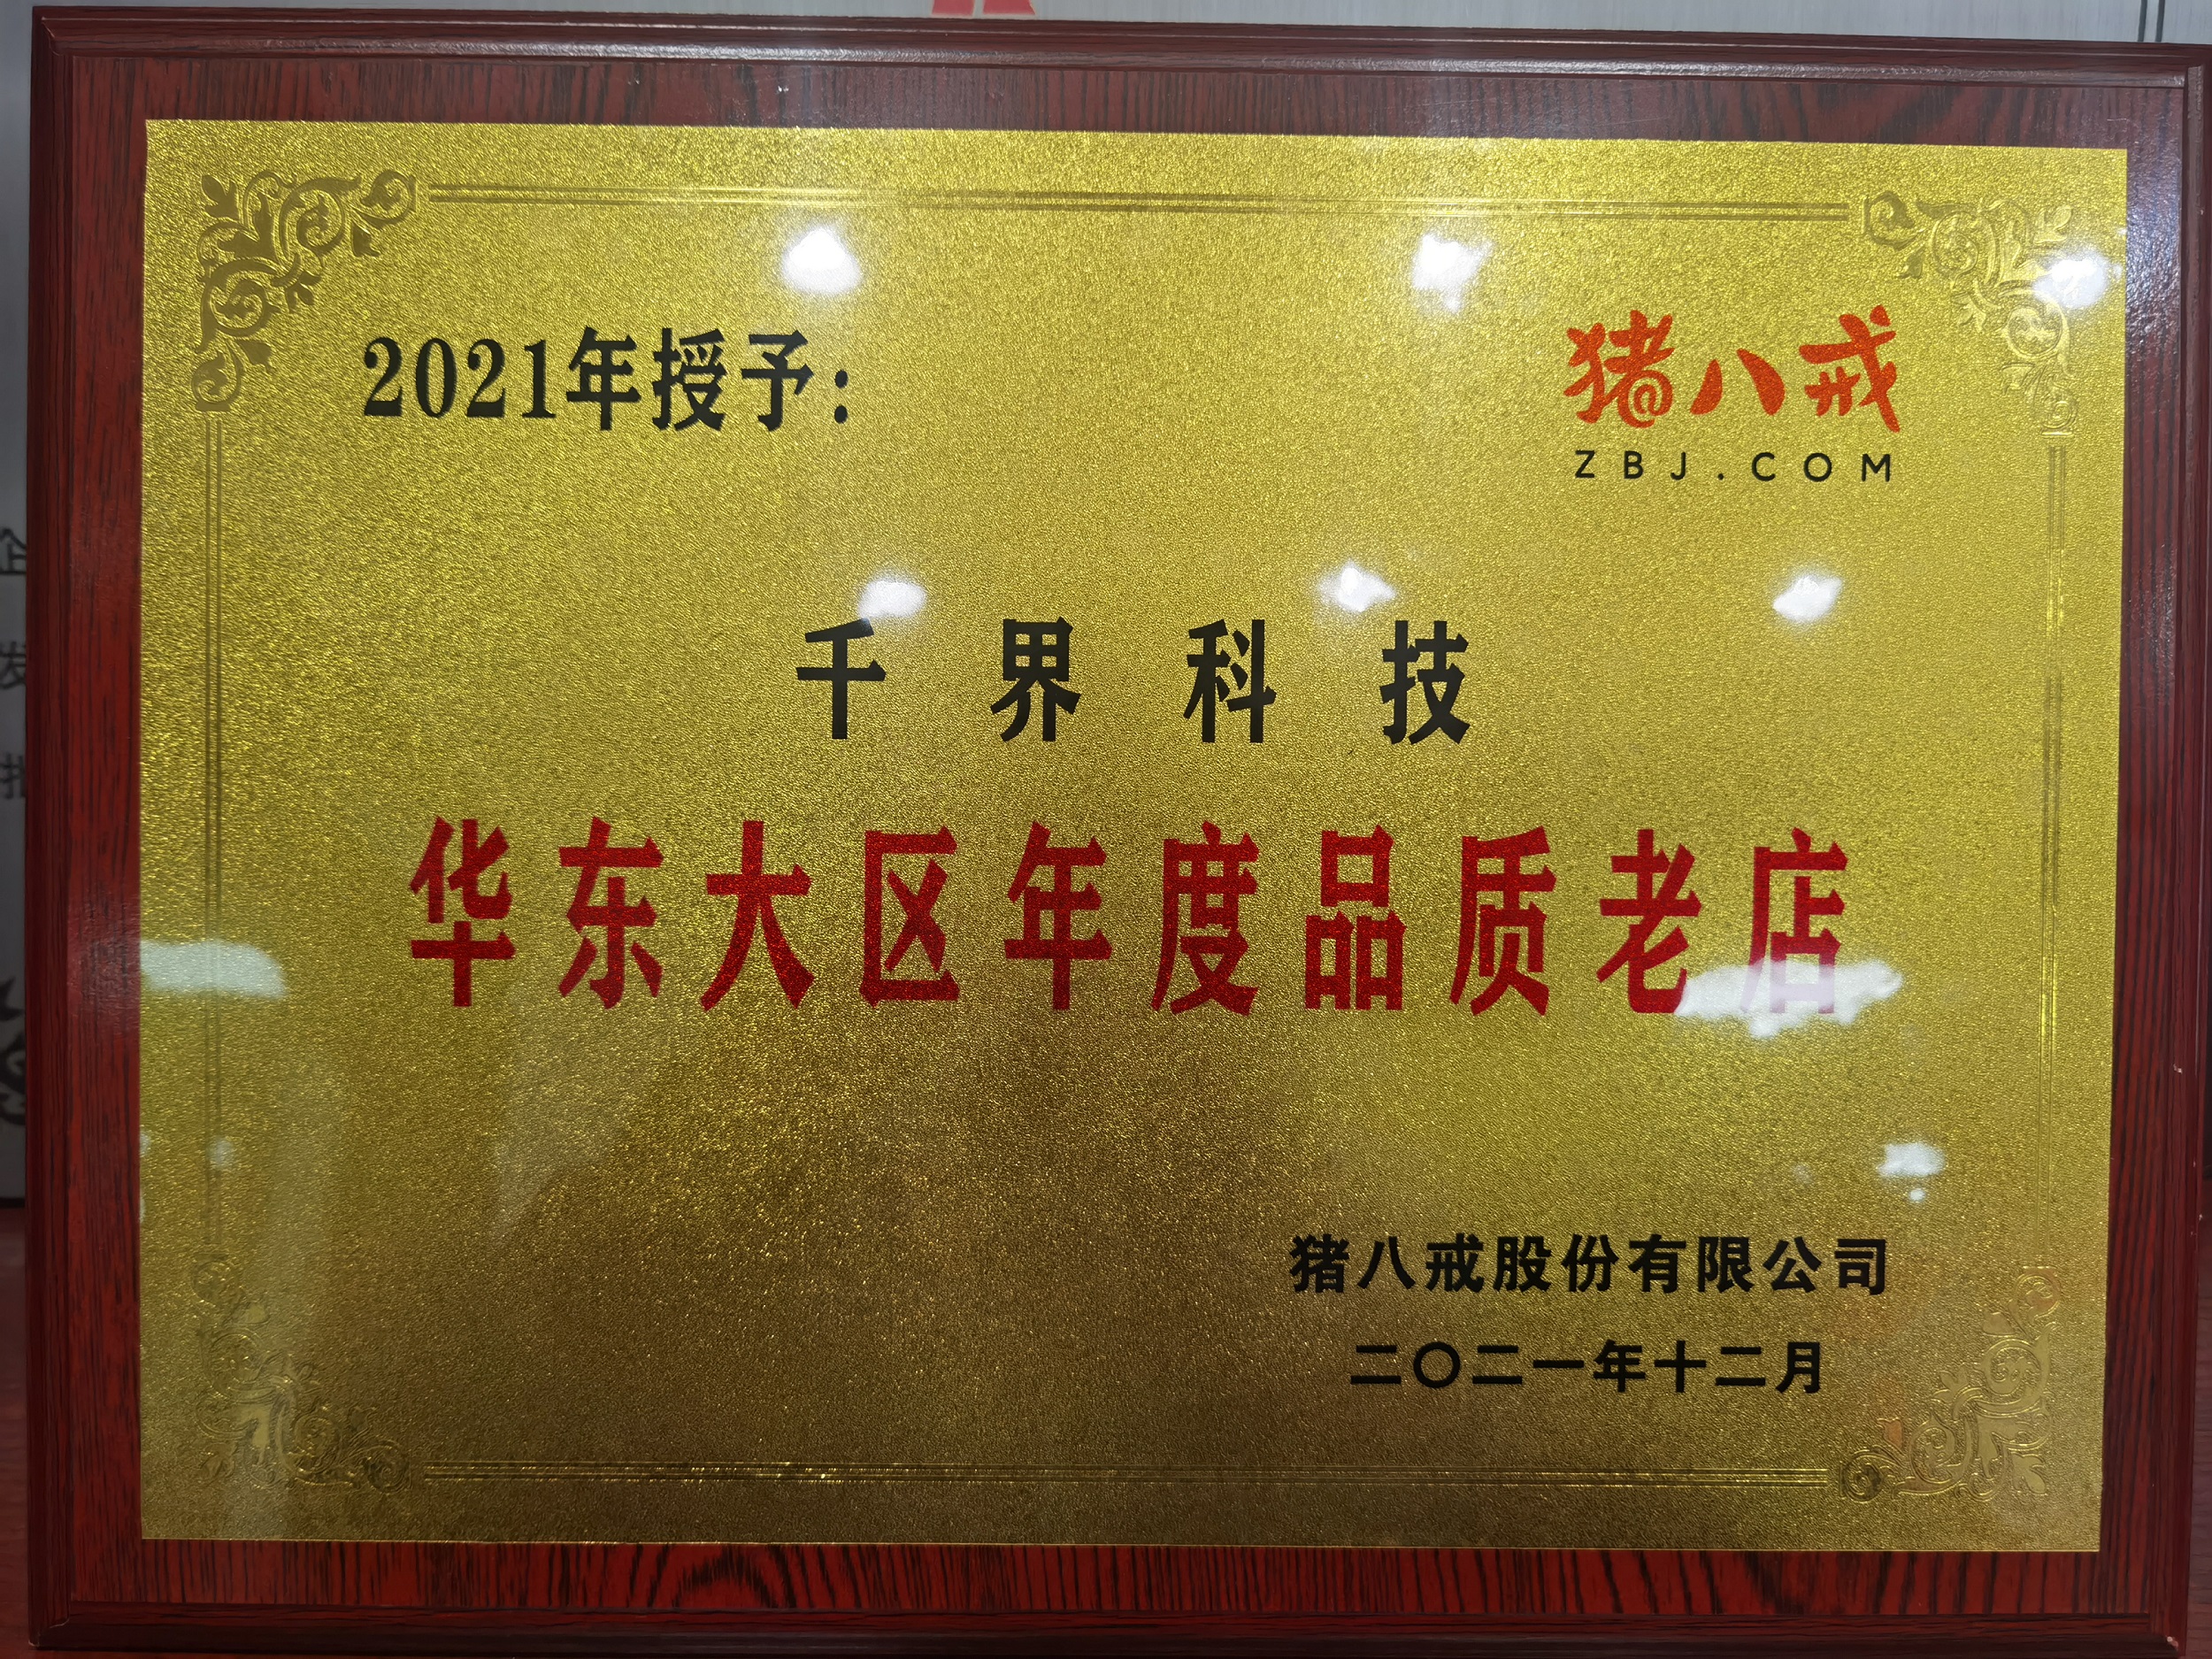 2021年授予：
猪八戒
ZBJ.COM
千界科技
华东大区年度品质老店
猪八戒股份有限公司
二〇二一年十二月